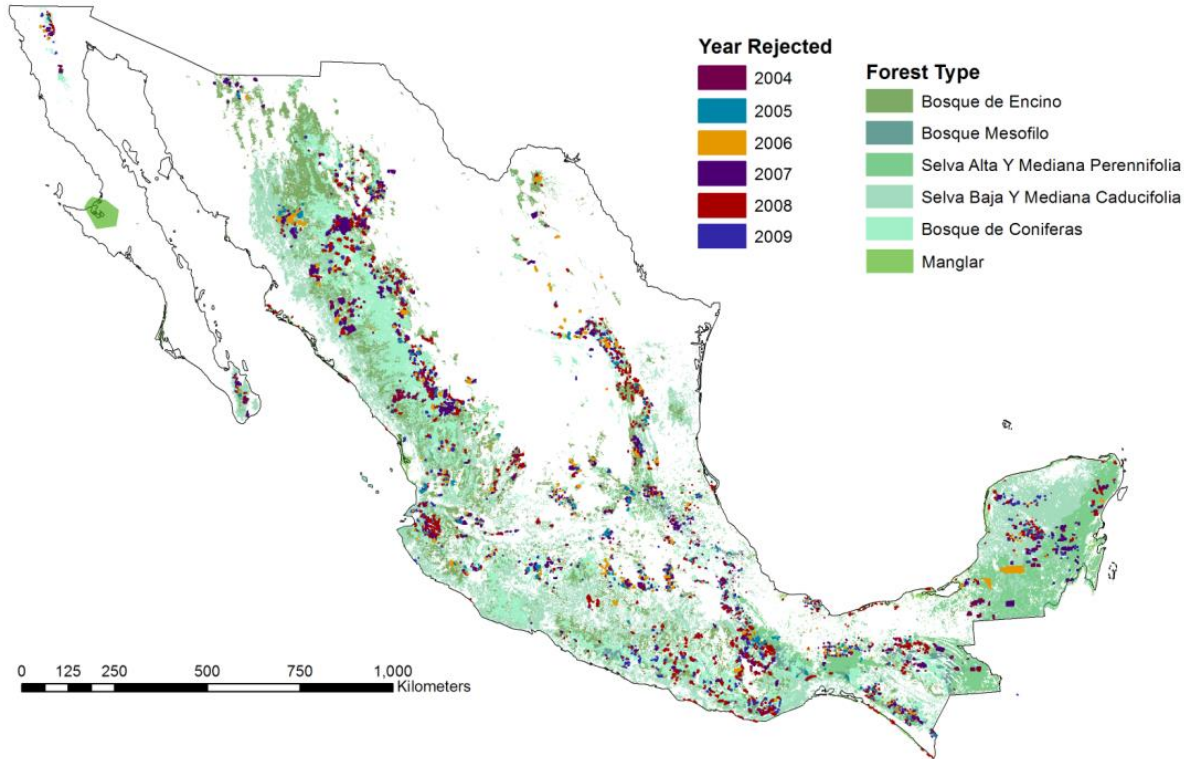 Year Rejected
2004
2005
2006
2007
2008
2009
Forest Type
Bosque de Encino
Bosque Mesofilo
Selva Alta Y Mediana Perennifolia
Selva Baja Y Mediana Caducifolia
Bosque de Coniferas
Manglar
0 125 250 500 750 1,000
Kilometers